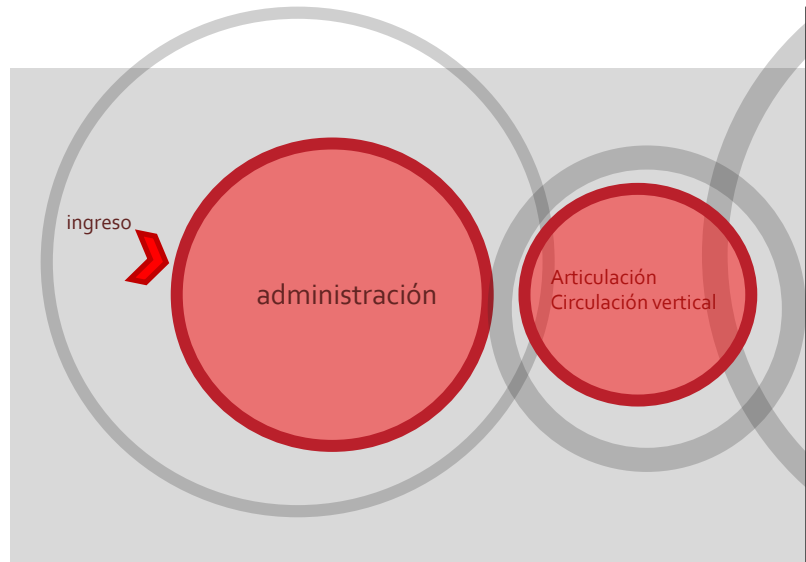 ingreso
administración
Articulación
Circulación vertical